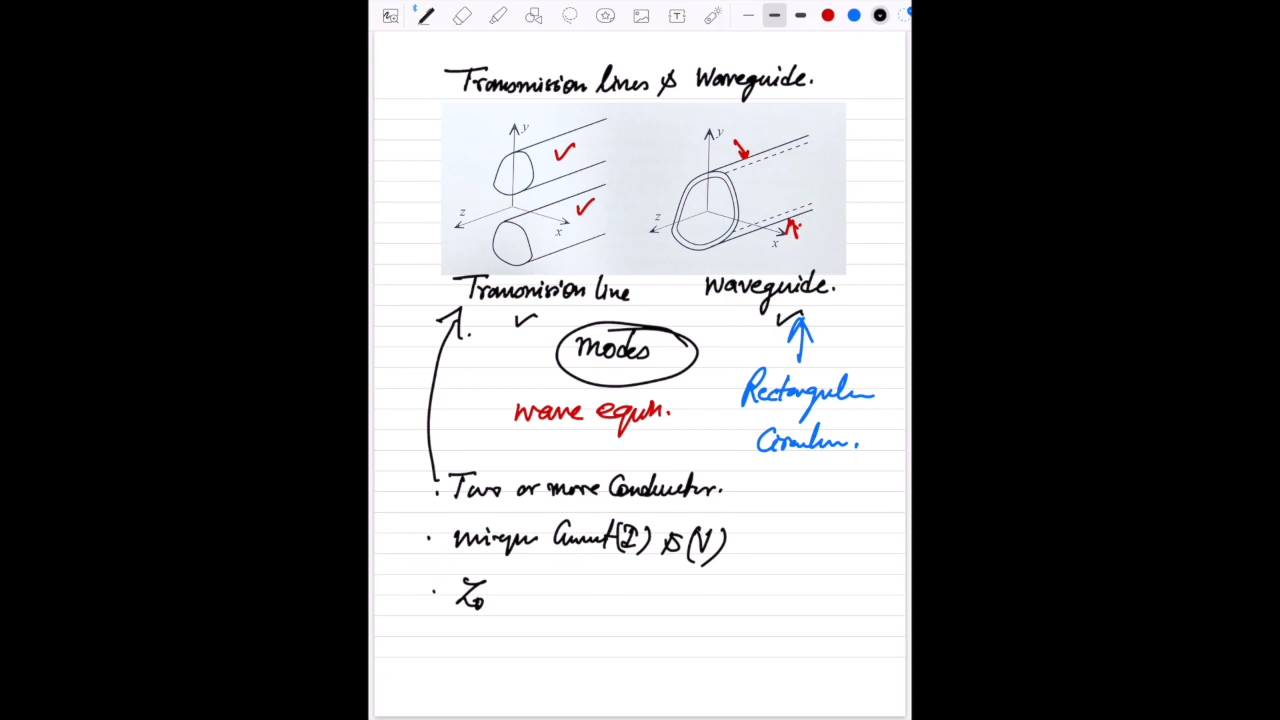 Transmission lines & Waveguide.
y
z
x
y
z
x
Transmission line
Waveguide.
Modes
wave equn.
Rectangular
Circular.
. Two or more Conductor.
. unique Current (I) & (V)
. Z0